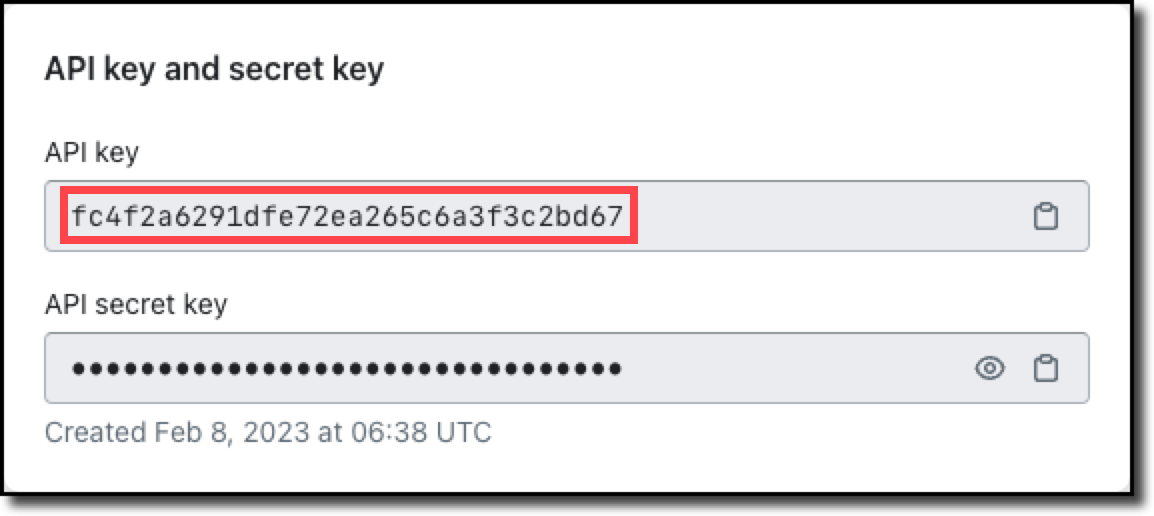 API key and secret key
API key
fc4f2a6291dfe72ea265c6a3f3c2bd67
API secret key
••••••••••••••••••••••••••••••••
Created Feb 8, 2023 at 06:38 UTC